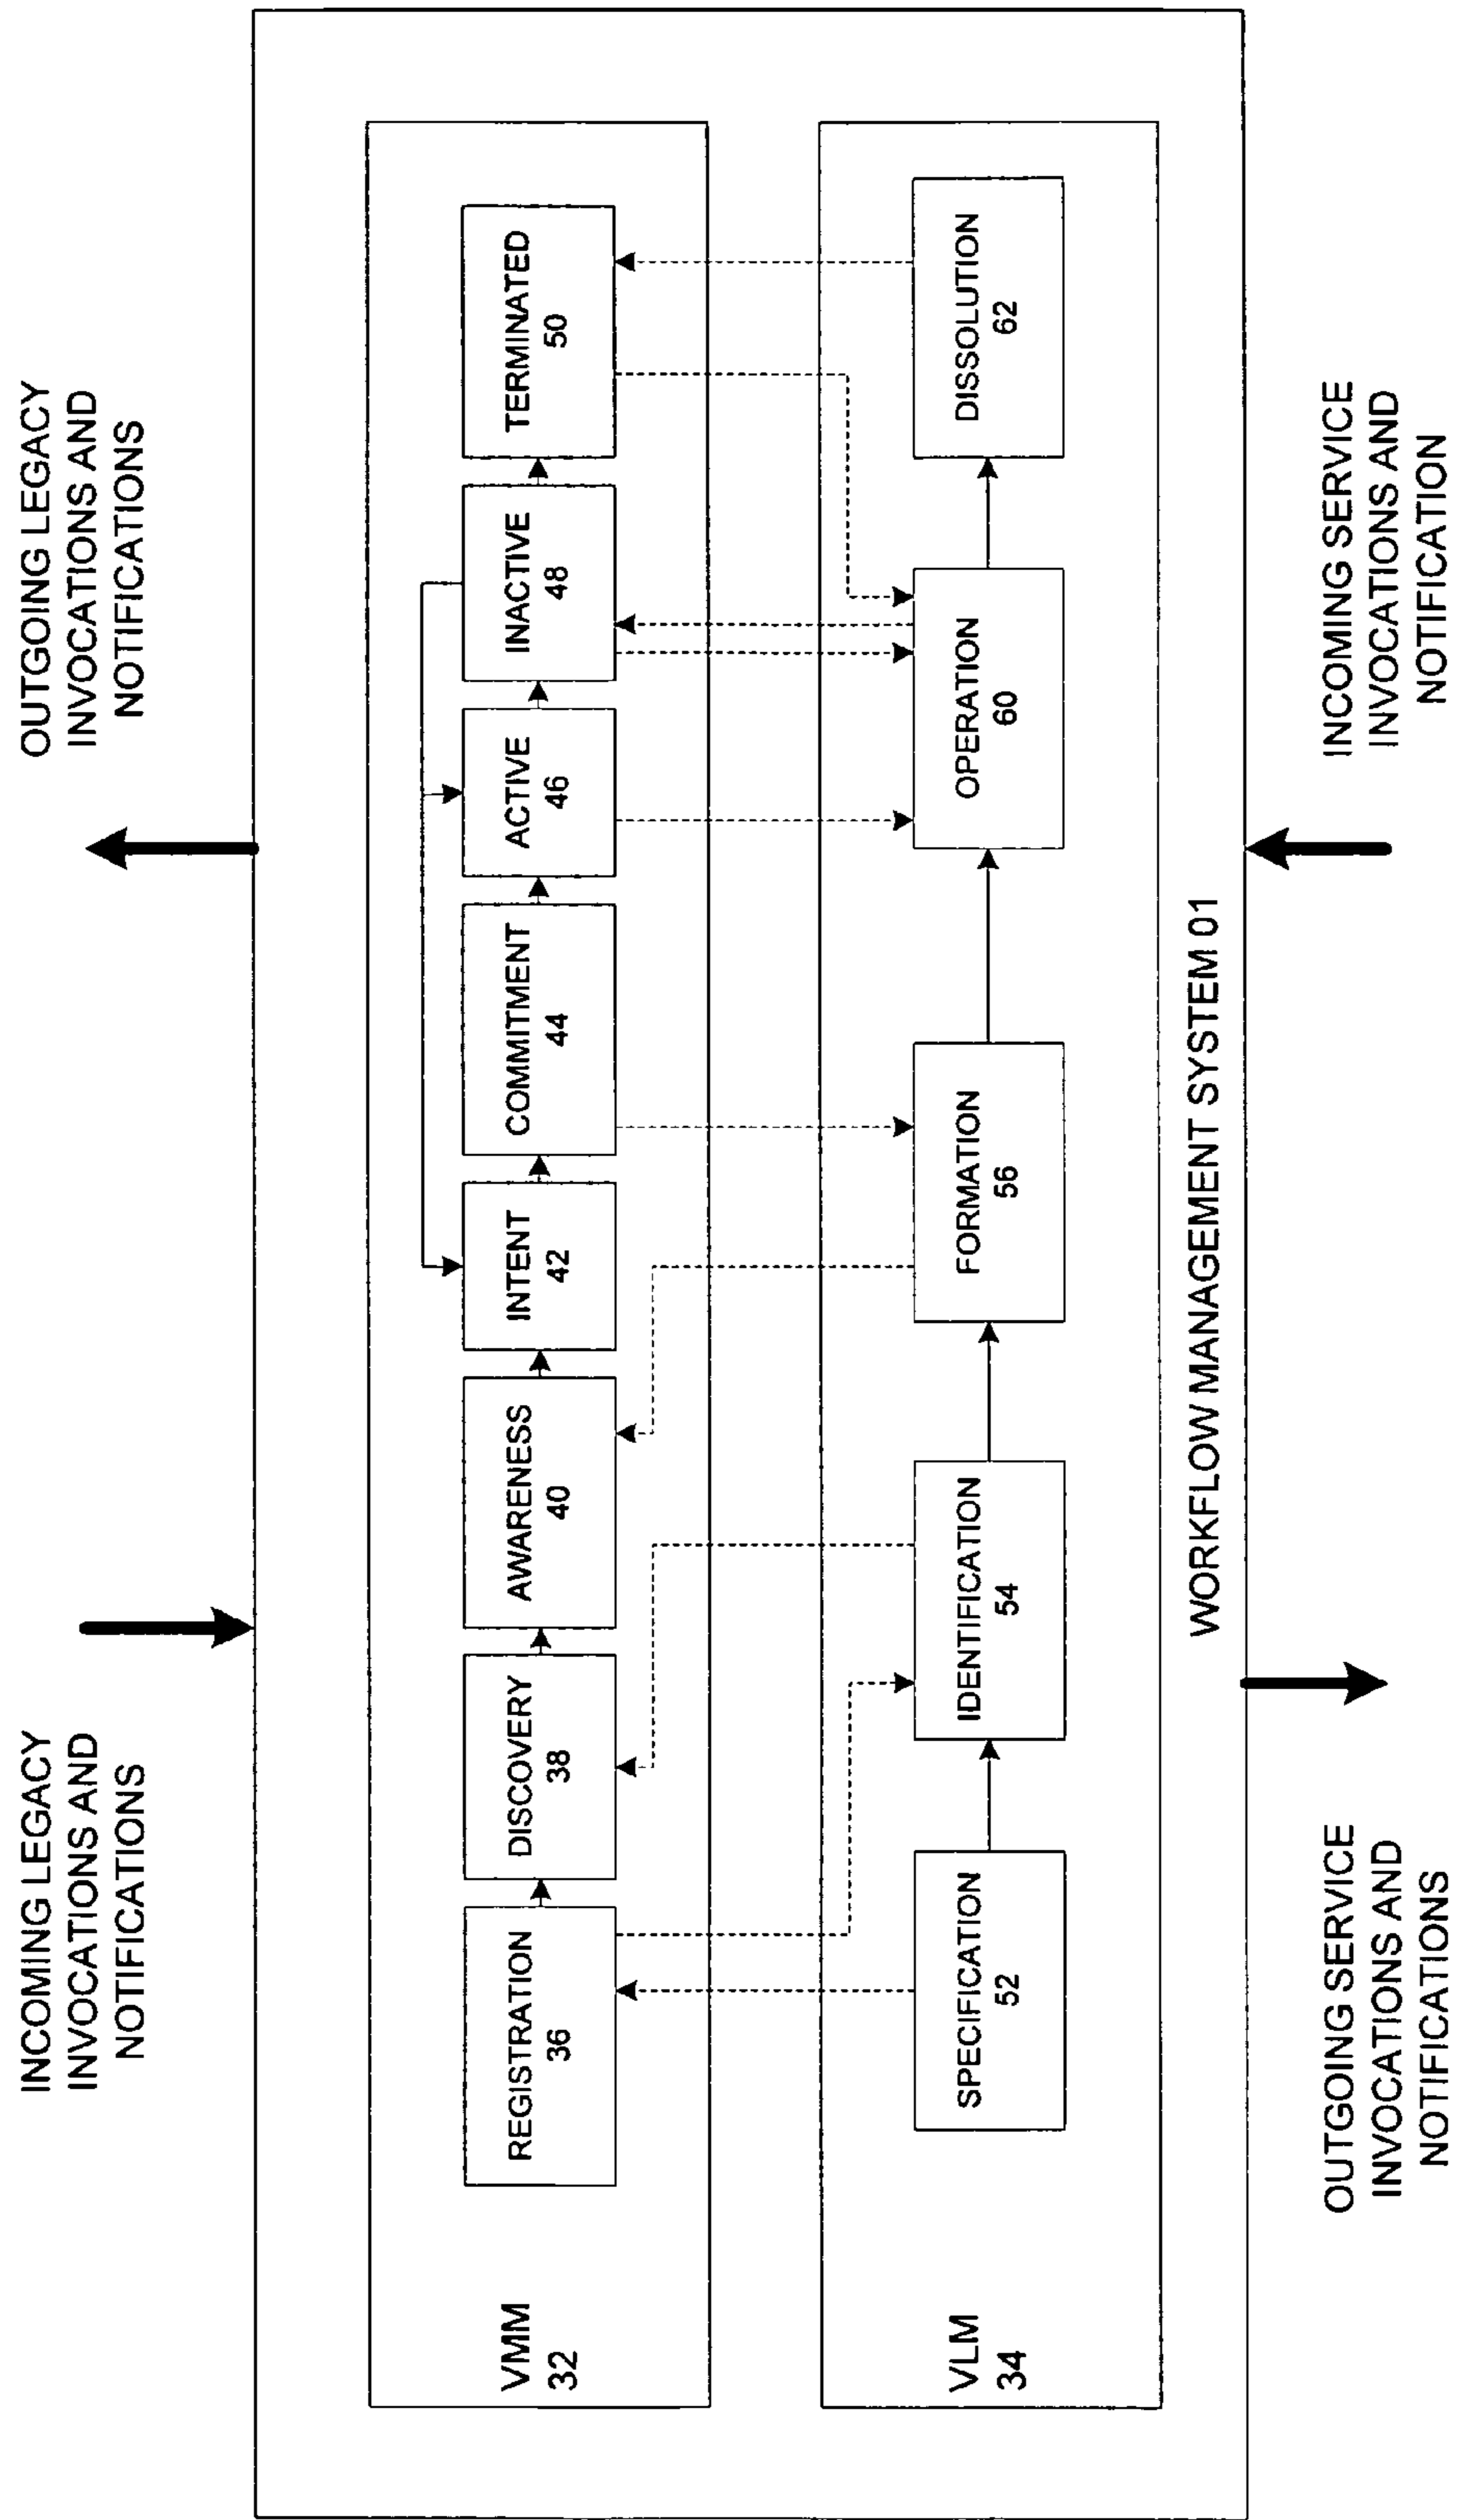 INCOMING LEGACY
INVOCATIONS AND
NOTIFICATIONS
OUTGOING LEGACY
INVOCATIONS AND
NOTIFICATIONS
VMM
32
REGISTRATION
36
DISCOVERY
38
AWARENESS
40
INTENT
42
COMMITMENT
44
ACTIVE
46
INACTIVE
48
TERMINATED
50
VLM
34
SPECIFICATION
52
IDENTIFICATION
54
FORMATION
56
OPERATION
60
DISSOLUTION
62
WORKFLOW MANAGEMENT SYSTEM 01
OUTGOING SERVICE
INVOCATIONS AND
NOTIFICATIONS
INCOMING SERVICE
INVOCATIONS AND
NOTIFICATION